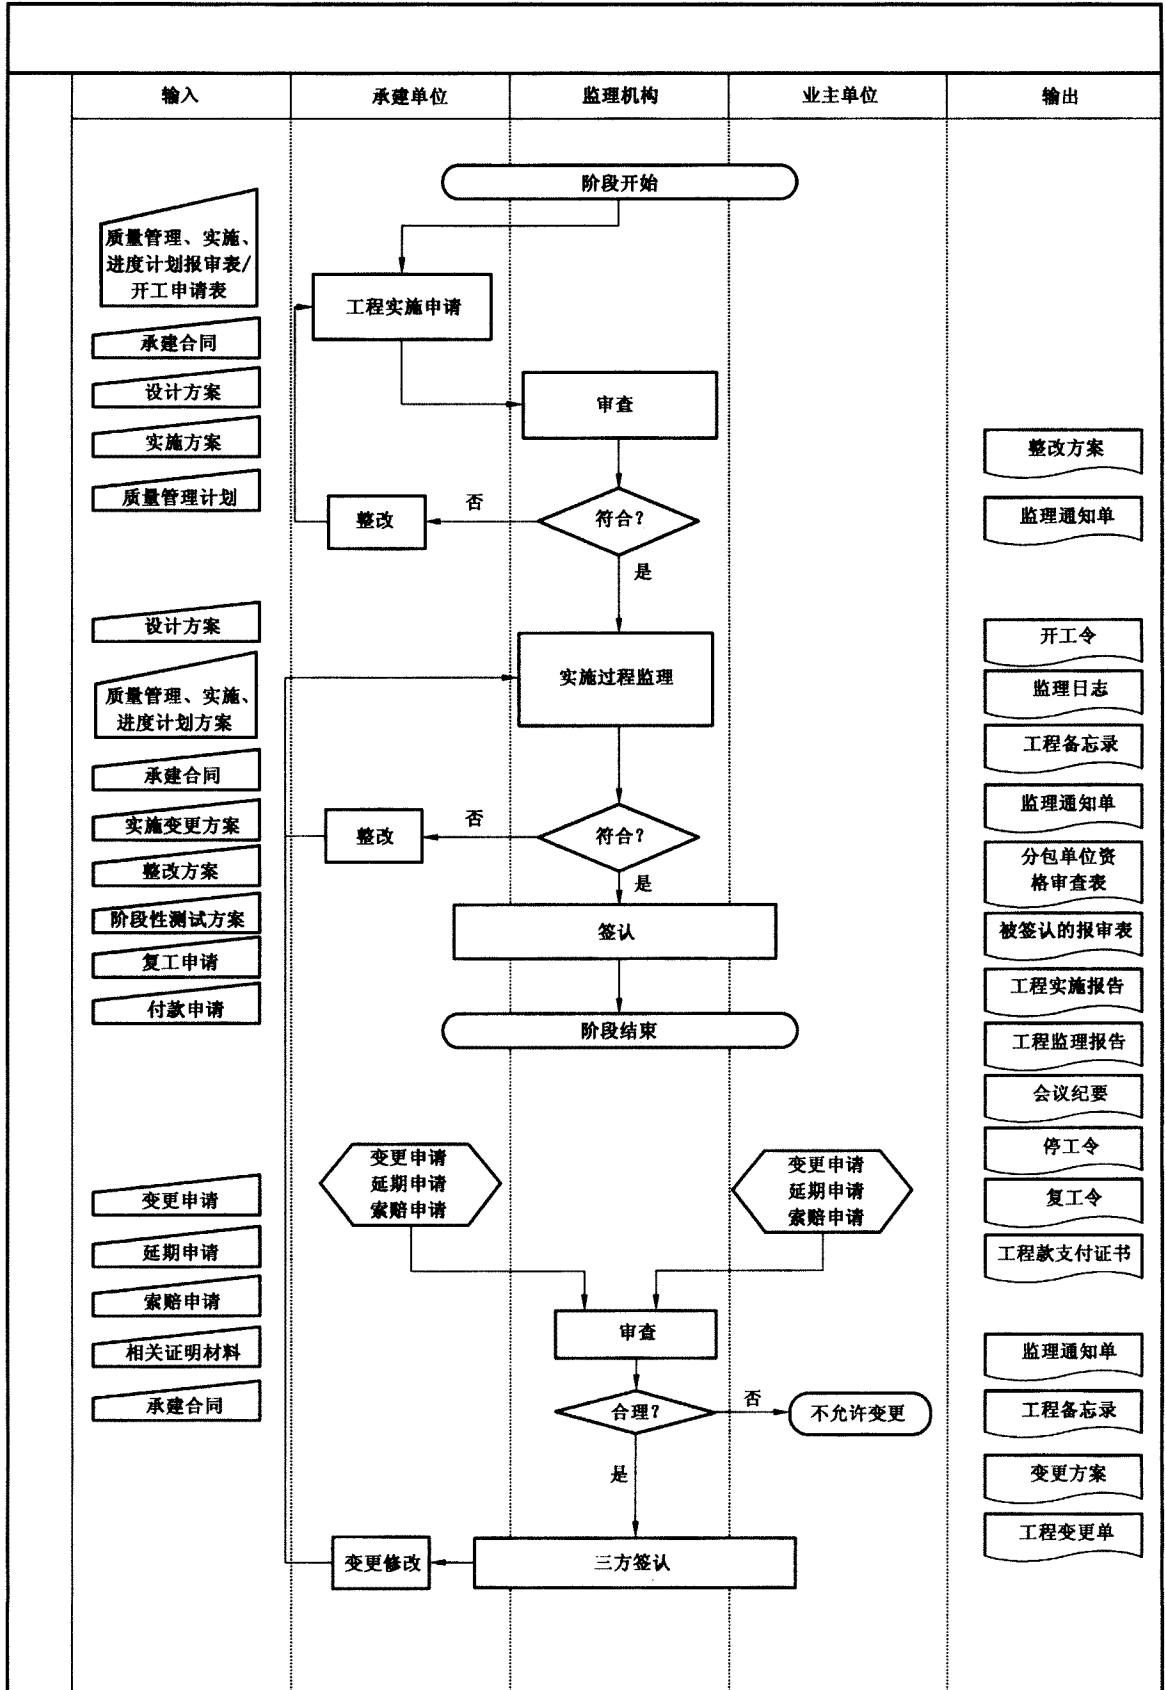 输入
承建单位
监理机构
业主单位
输出
阶段开始
质量管理、实施、
进度计划报审表/
开工申请表
工程实施申请
承建合同
设计方案
审查
实施方案
整改方案
质量管理计划
整改
否
符合?
监理通知单
是
设计方案
开工令
质量管理、实施、
进度计划方案
实施过程监理
监理日志
工程备忘录
承建合同
监理通知单
实施变更方案
整改
否
符合?
分包单位资
格审查表
整改方案
是
阶段性测试方案
签认
被签认的报审表
复工申请
工程实施报告
付款申请
阶段结束
工程监理报告
会议纪要
停工令
变更申请
延期申请
索赔申请
变更申请
延期申请
索赔申请
变更申请
复工令
延期申请
工程款支付证书
索赔申请
审查
相关证明材料
监理通知单
承建合同
合理?
否
不允许变更
工程备忘录
是
变更方案
工程变更单
变更修改
三方签认